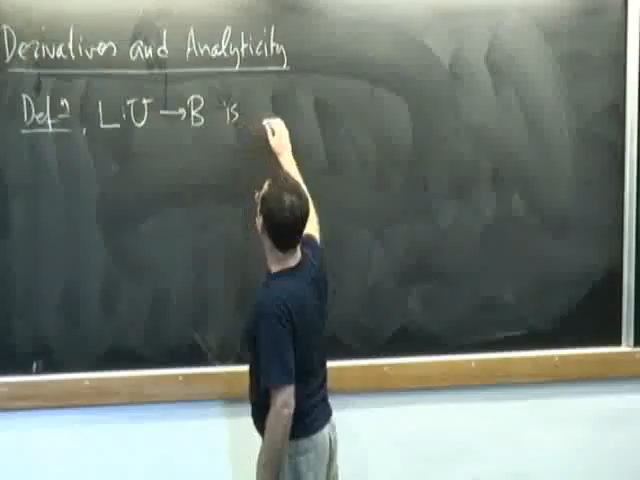 Derivatives and Analyticity
Defⁿ, L: U → B is